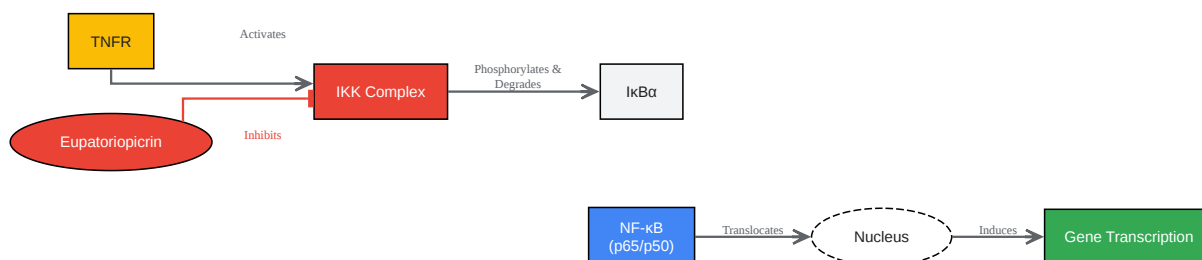 TNFR
Activates
IKK Complex
Phosphorylates &
Degrades
IκBα
Eupatoriopicrin
Inhibits
NF-κB
(p65/p50)
Translocates
Nucleus
Induces
Gene Transcription